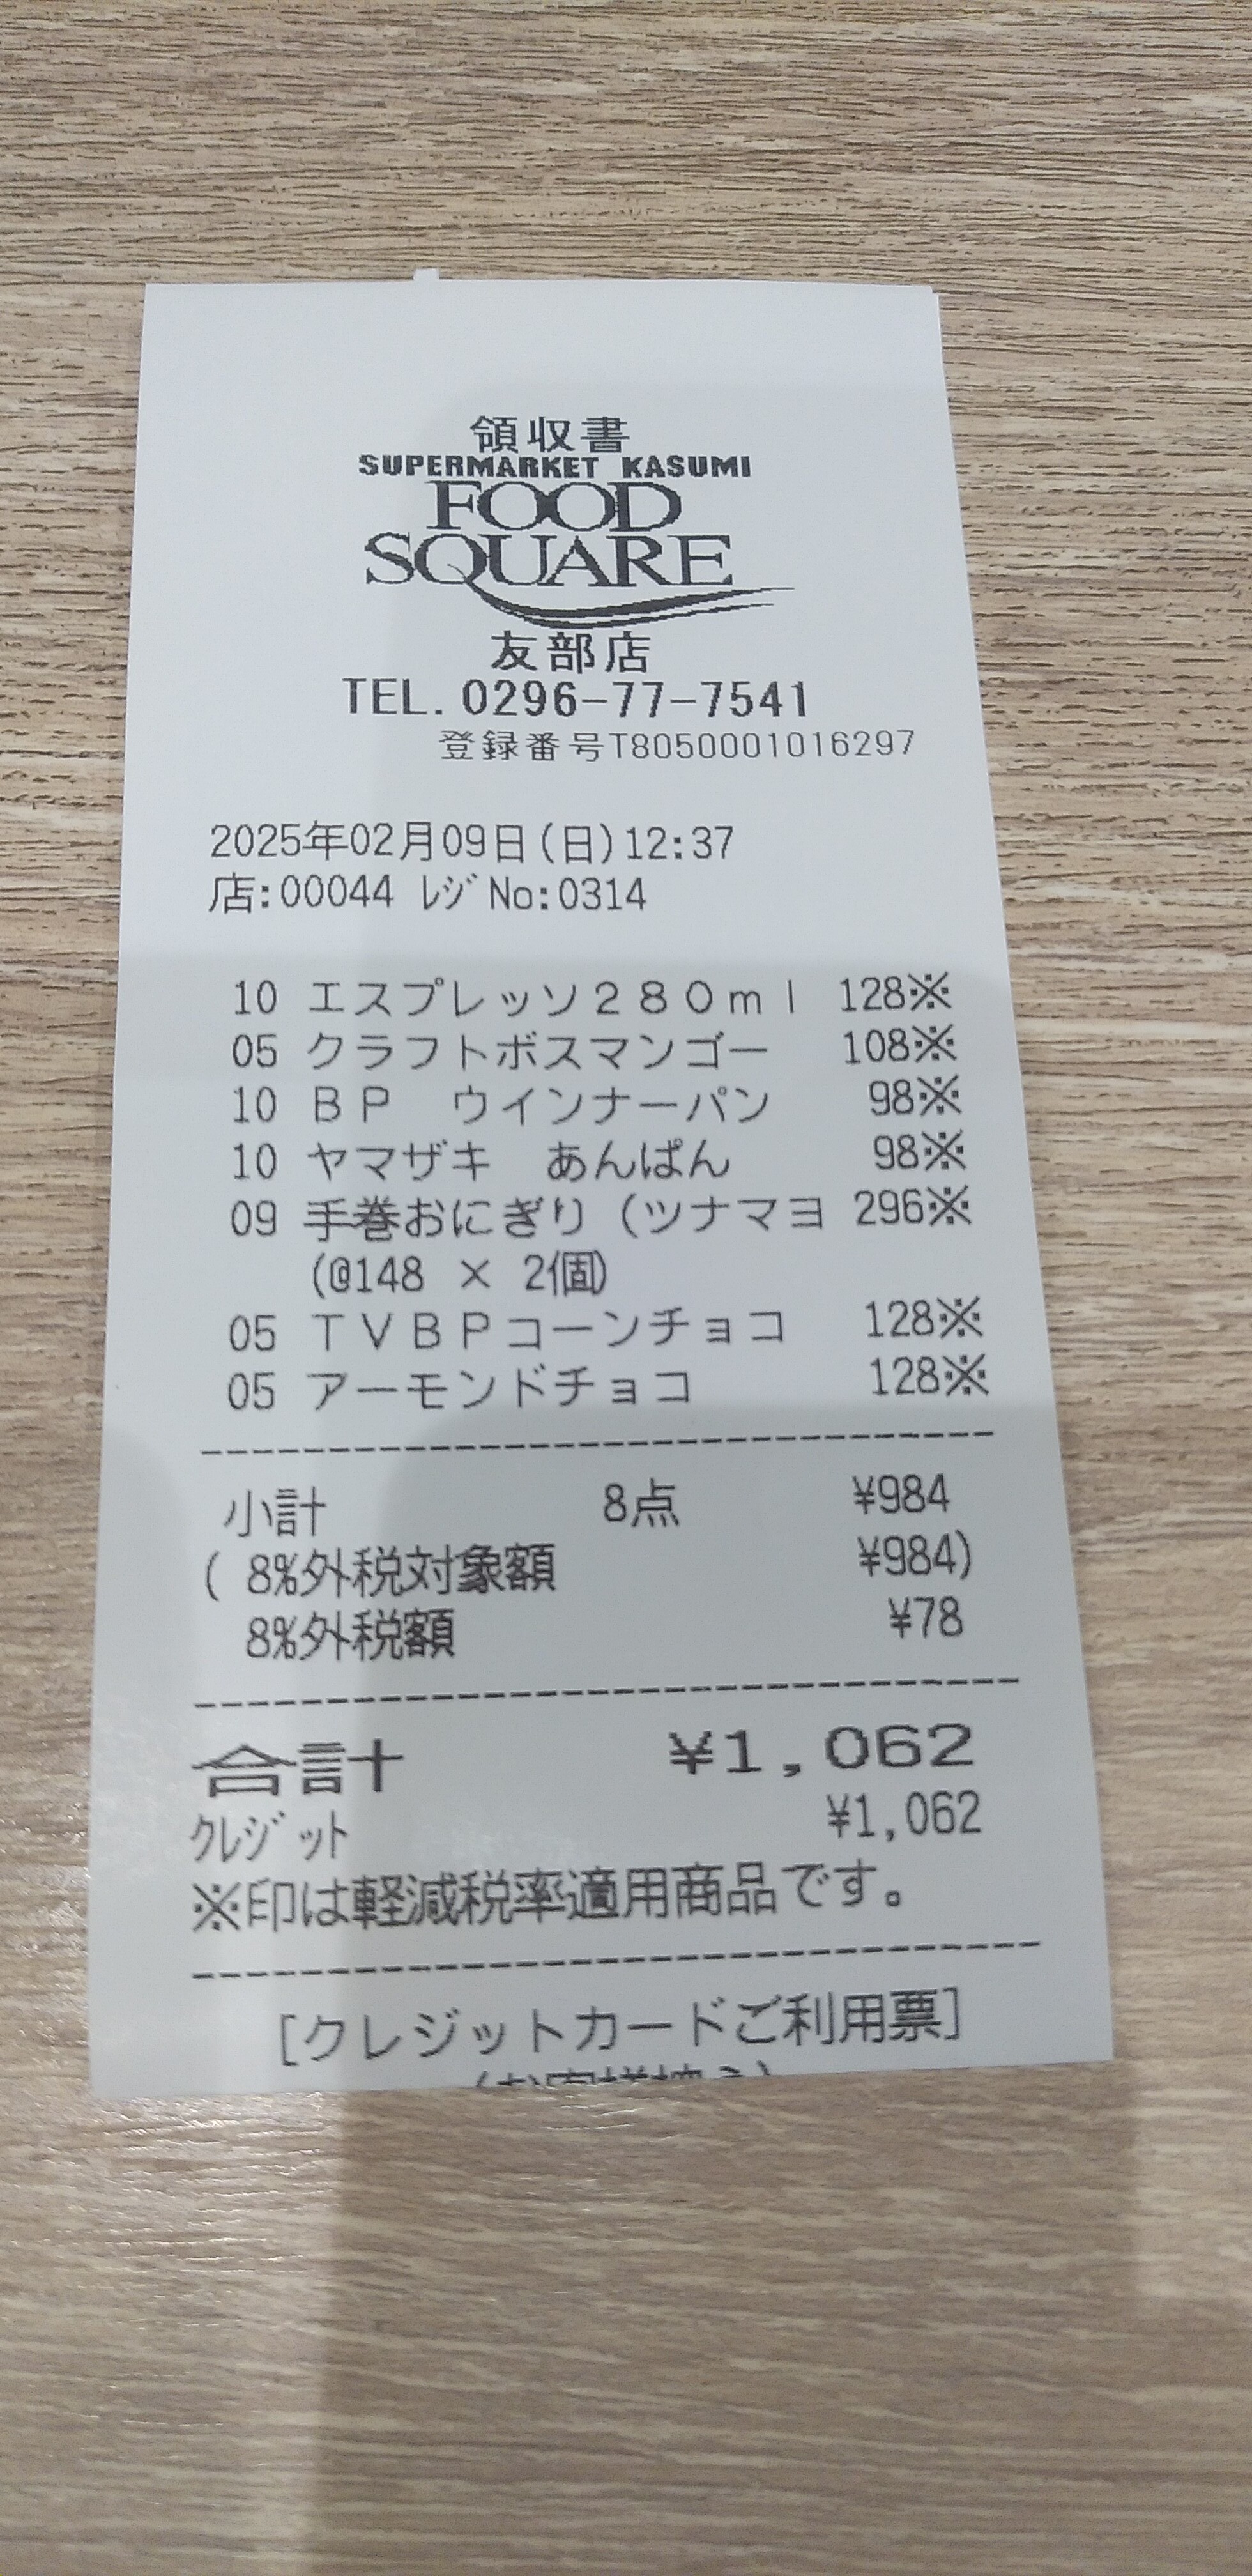 領収書
SUPERMARKET KASUMI
FOOD
SQUARE
友部店
TEL. 0296-77-7541
登録番号T8050001016297
2025年02月09日(日)12:37
店:00044 ﾚｼﾞNo:0314
10 エスプレッソ280ml 128※
05 クラフトボスマンゴー 108※
10 BP ウインナーパン 98※
10 ヤマザキ あんぱん 98※
09 手巻おにぎり(ツナマヨ 296※
(@148 × 2個)
05 TVBPコーンチョコ 128※
05 アーモンドチョコ 128※
小計 8点 ¥984
( 8%外税対象額 ¥984)
8%外税額 ¥78
合計 ¥1,062
ｸﾚｼﾞｯﾄ ¥1,062
※印は軽減税率適用商品です。
[クレジットカードご利用票]